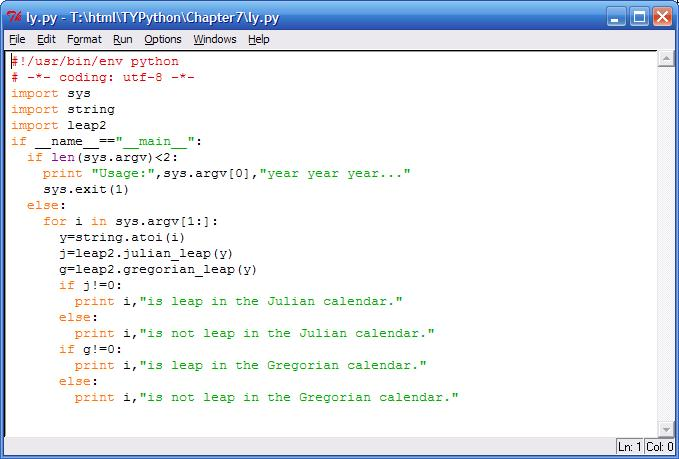 ly.py - T:\html\TYPython\Chapter7\ly.py
File Edit Format Run Options Windows Help
#!/usr/bin/env python
# -*- coding: utf-8 -*-
import sys
import string
import leap2
if __name__=="__main__":
  if len(sys.argv)<2:
    print "Usage:",sys.argv[0],"year year year..."
    sys.exit(1)
  else:
    for i in sys.argv[1:]:
      y=string.atoi(i)
      j=leap2.julian_leap(y)
      g=leap2.gregorian_leap(y)
      if j!=0:
        print i,"is leap in the Julian calendar."
      else:
        print i,"is not leap in the Julian calendar."
      if g!=0:
        print i,"is leap in the Gregorian calendar."
      else:
        print i,"is not leap in the Gregorian calendar."
Ln: 1 Col: 0